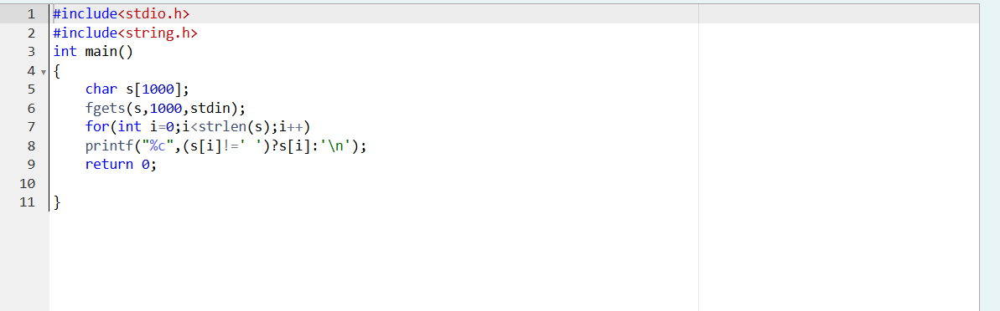 1 #include<stdio.h>
2 #include<string.h>
3 int main()
4 {
5     char s[1000];
6     fgets(s,1000,stdin);
7     for(int i=0;i<strlen(s);i++)
8     printf("%c",(s[i]!=' ')?s[i]:'\n');
9     return 0;
10
11 }